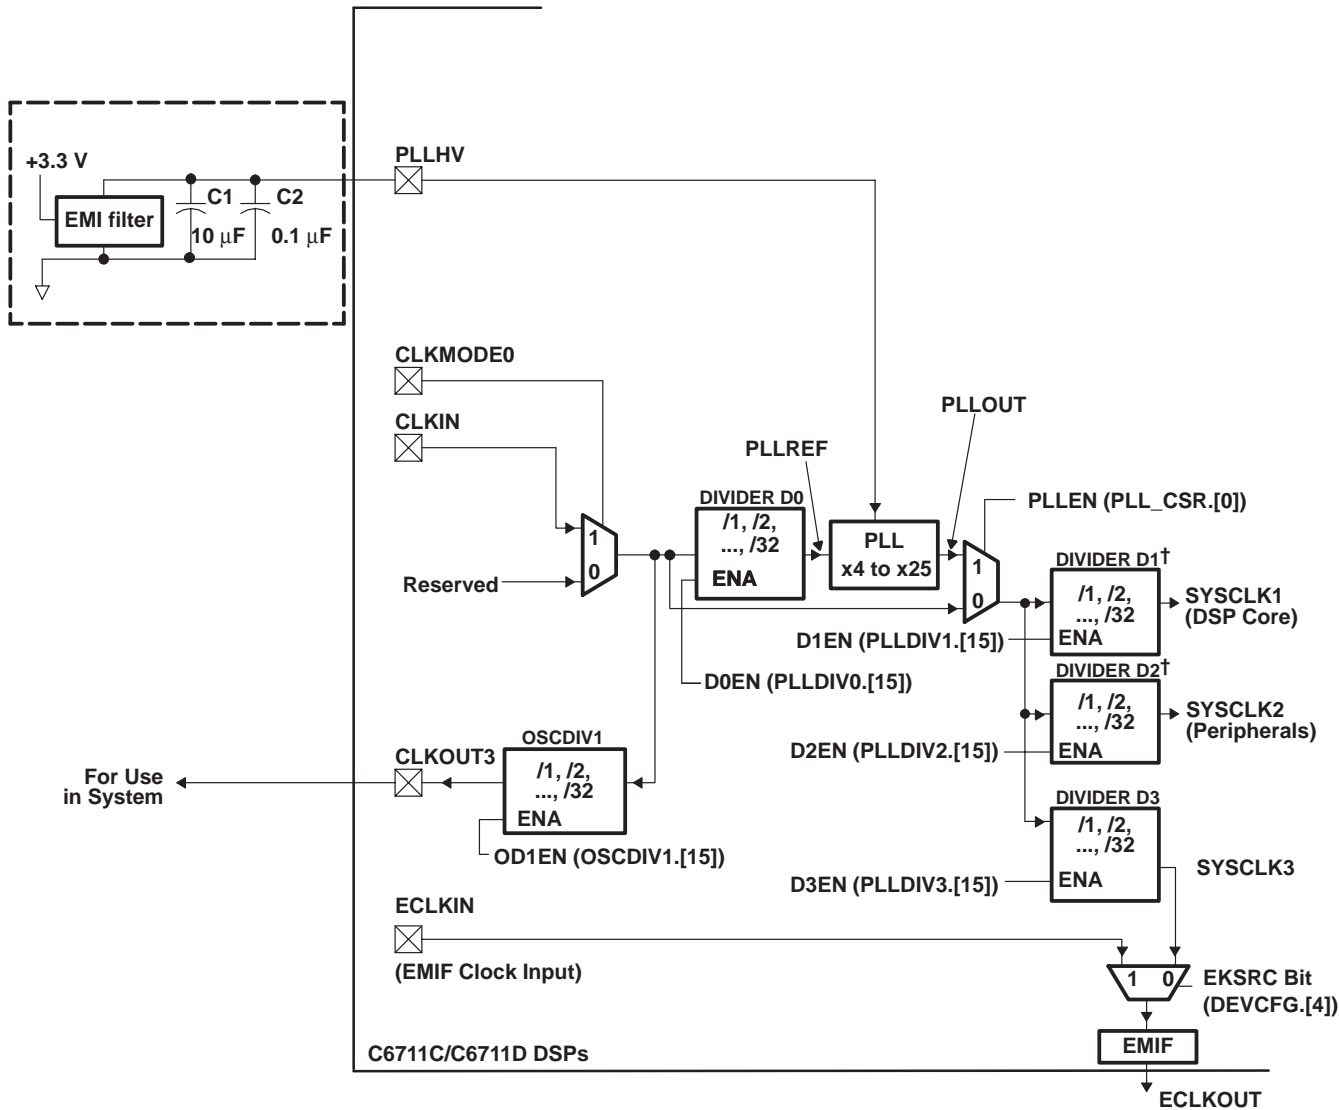 +3.3 V
EMI filter
C1
C2
10 μF
0.1 μF
PLLHV
CLKMODE0
CLKIN
Reserved
1
0
DIVIDER D0
/1, /2,
..., /32
ENA
D0EN (PLLDIV0.[15])
PLLREF
PLL
x4 to x25
PLLOUT
PLLEN (PLL_CSR.[0])
1
0
DIVIDER D1†
/1, /2,
..., /32
ENA
SYSCLK1
(DSP Core)
D1EN (PLLDIV1.[15])
DIVIDER D2†
/1, /2,
..., /32
ENA
SYSCLK2
(Peripherals)
D2EN (PLLDIV2.[15])
DIVIDER D3
/1, /2,
..., /32
ENA
SYSCLK3
D3EN (PLLDIV3.[15])
For Use
in System
CLKOUT3
OSCDIV1
/1, /2,
..., /32
ENA
OD1EN (OSCDIV1.[15])
ECLKIN
(EMIF Clock Input)
1 0
EKSRC Bit
(DEVCFG.[4])
EMIF
ECLKOUT
C6711C/C6711D DSPs